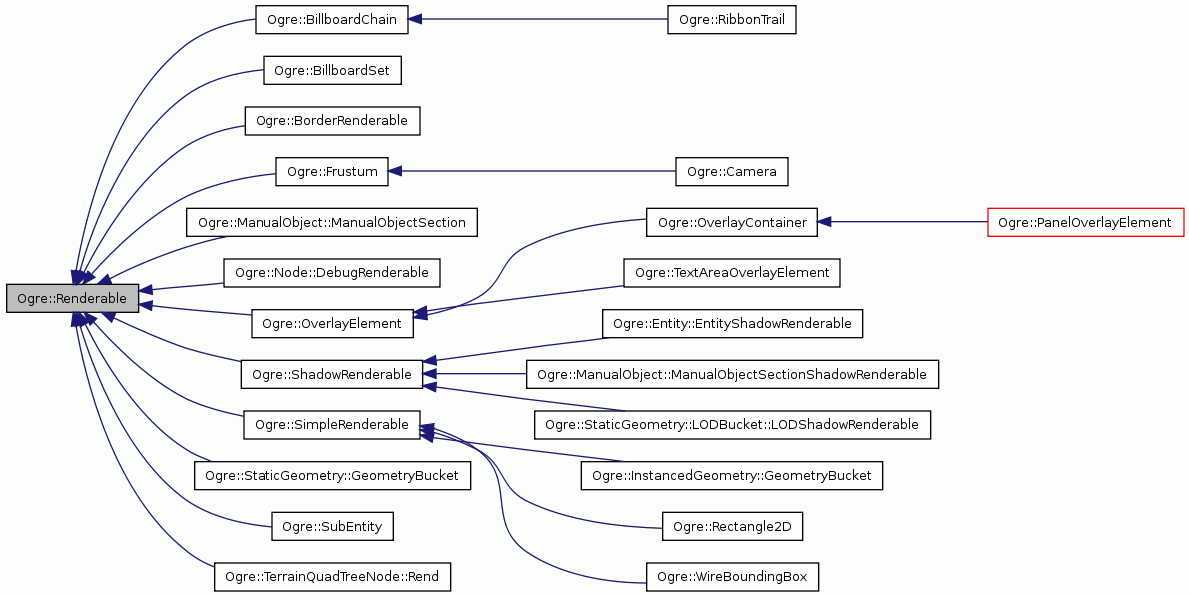 Ogre::BillboardChain
Ogre::RibbonTrail
Ogre::BillboardSet
Ogre::BorderRenderable
Ogre::Frustum
Ogre::Camera
Ogre::ManualObject::ManualObjectSection
Ogre::OverlayContainer
Ogre::PanelOverlayElement
Ogre::Node::DebugRenderable
Ogre::TextAreaOverlayElement
Ogre::Renderable
Ogre::OverlayElement
Ogre::Entity::EntityShadowRenderable
Ogre::ShadowRenderable
Ogre::ManualObject::ManualObjectSectionShadowRenderable
Ogre::SimpleRenderable
Ogre::StaticGeometry::LODBucket::LODShadowRenderable
Ogre::StaticGeometry::GeometryBucket
Ogre::InstancedGeometry::GeometryBucket
Ogre::SubEntity
Ogre::Rectangle2D
Ogre::TerrainQuadTreeNode::Rend
Ogre::WireBoundingBox